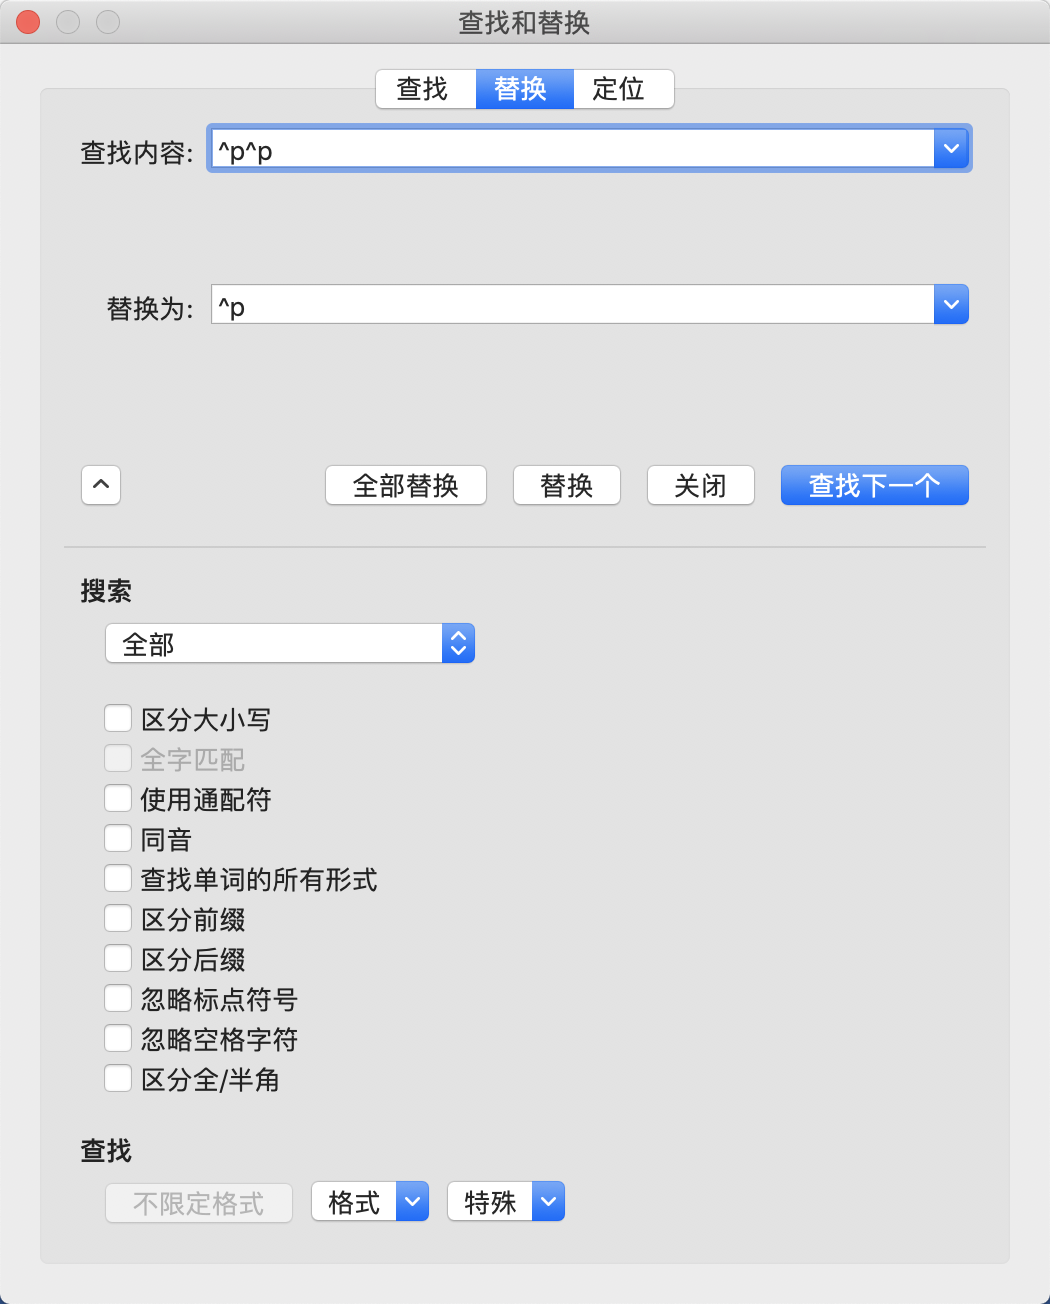 查找和替换
查找 替换 定位
查找内容: ^p^p
替换为: ^p
全部替换 替换 关闭 查找下一个
搜索
全部
区分大小写
全字匹配
使用通配符
同音
查找单词的所有形式
区分前缀
区分后缀
忽略标点符号
忽略空格字符
区分全/半角
查找
不限定格式 格式 特殊